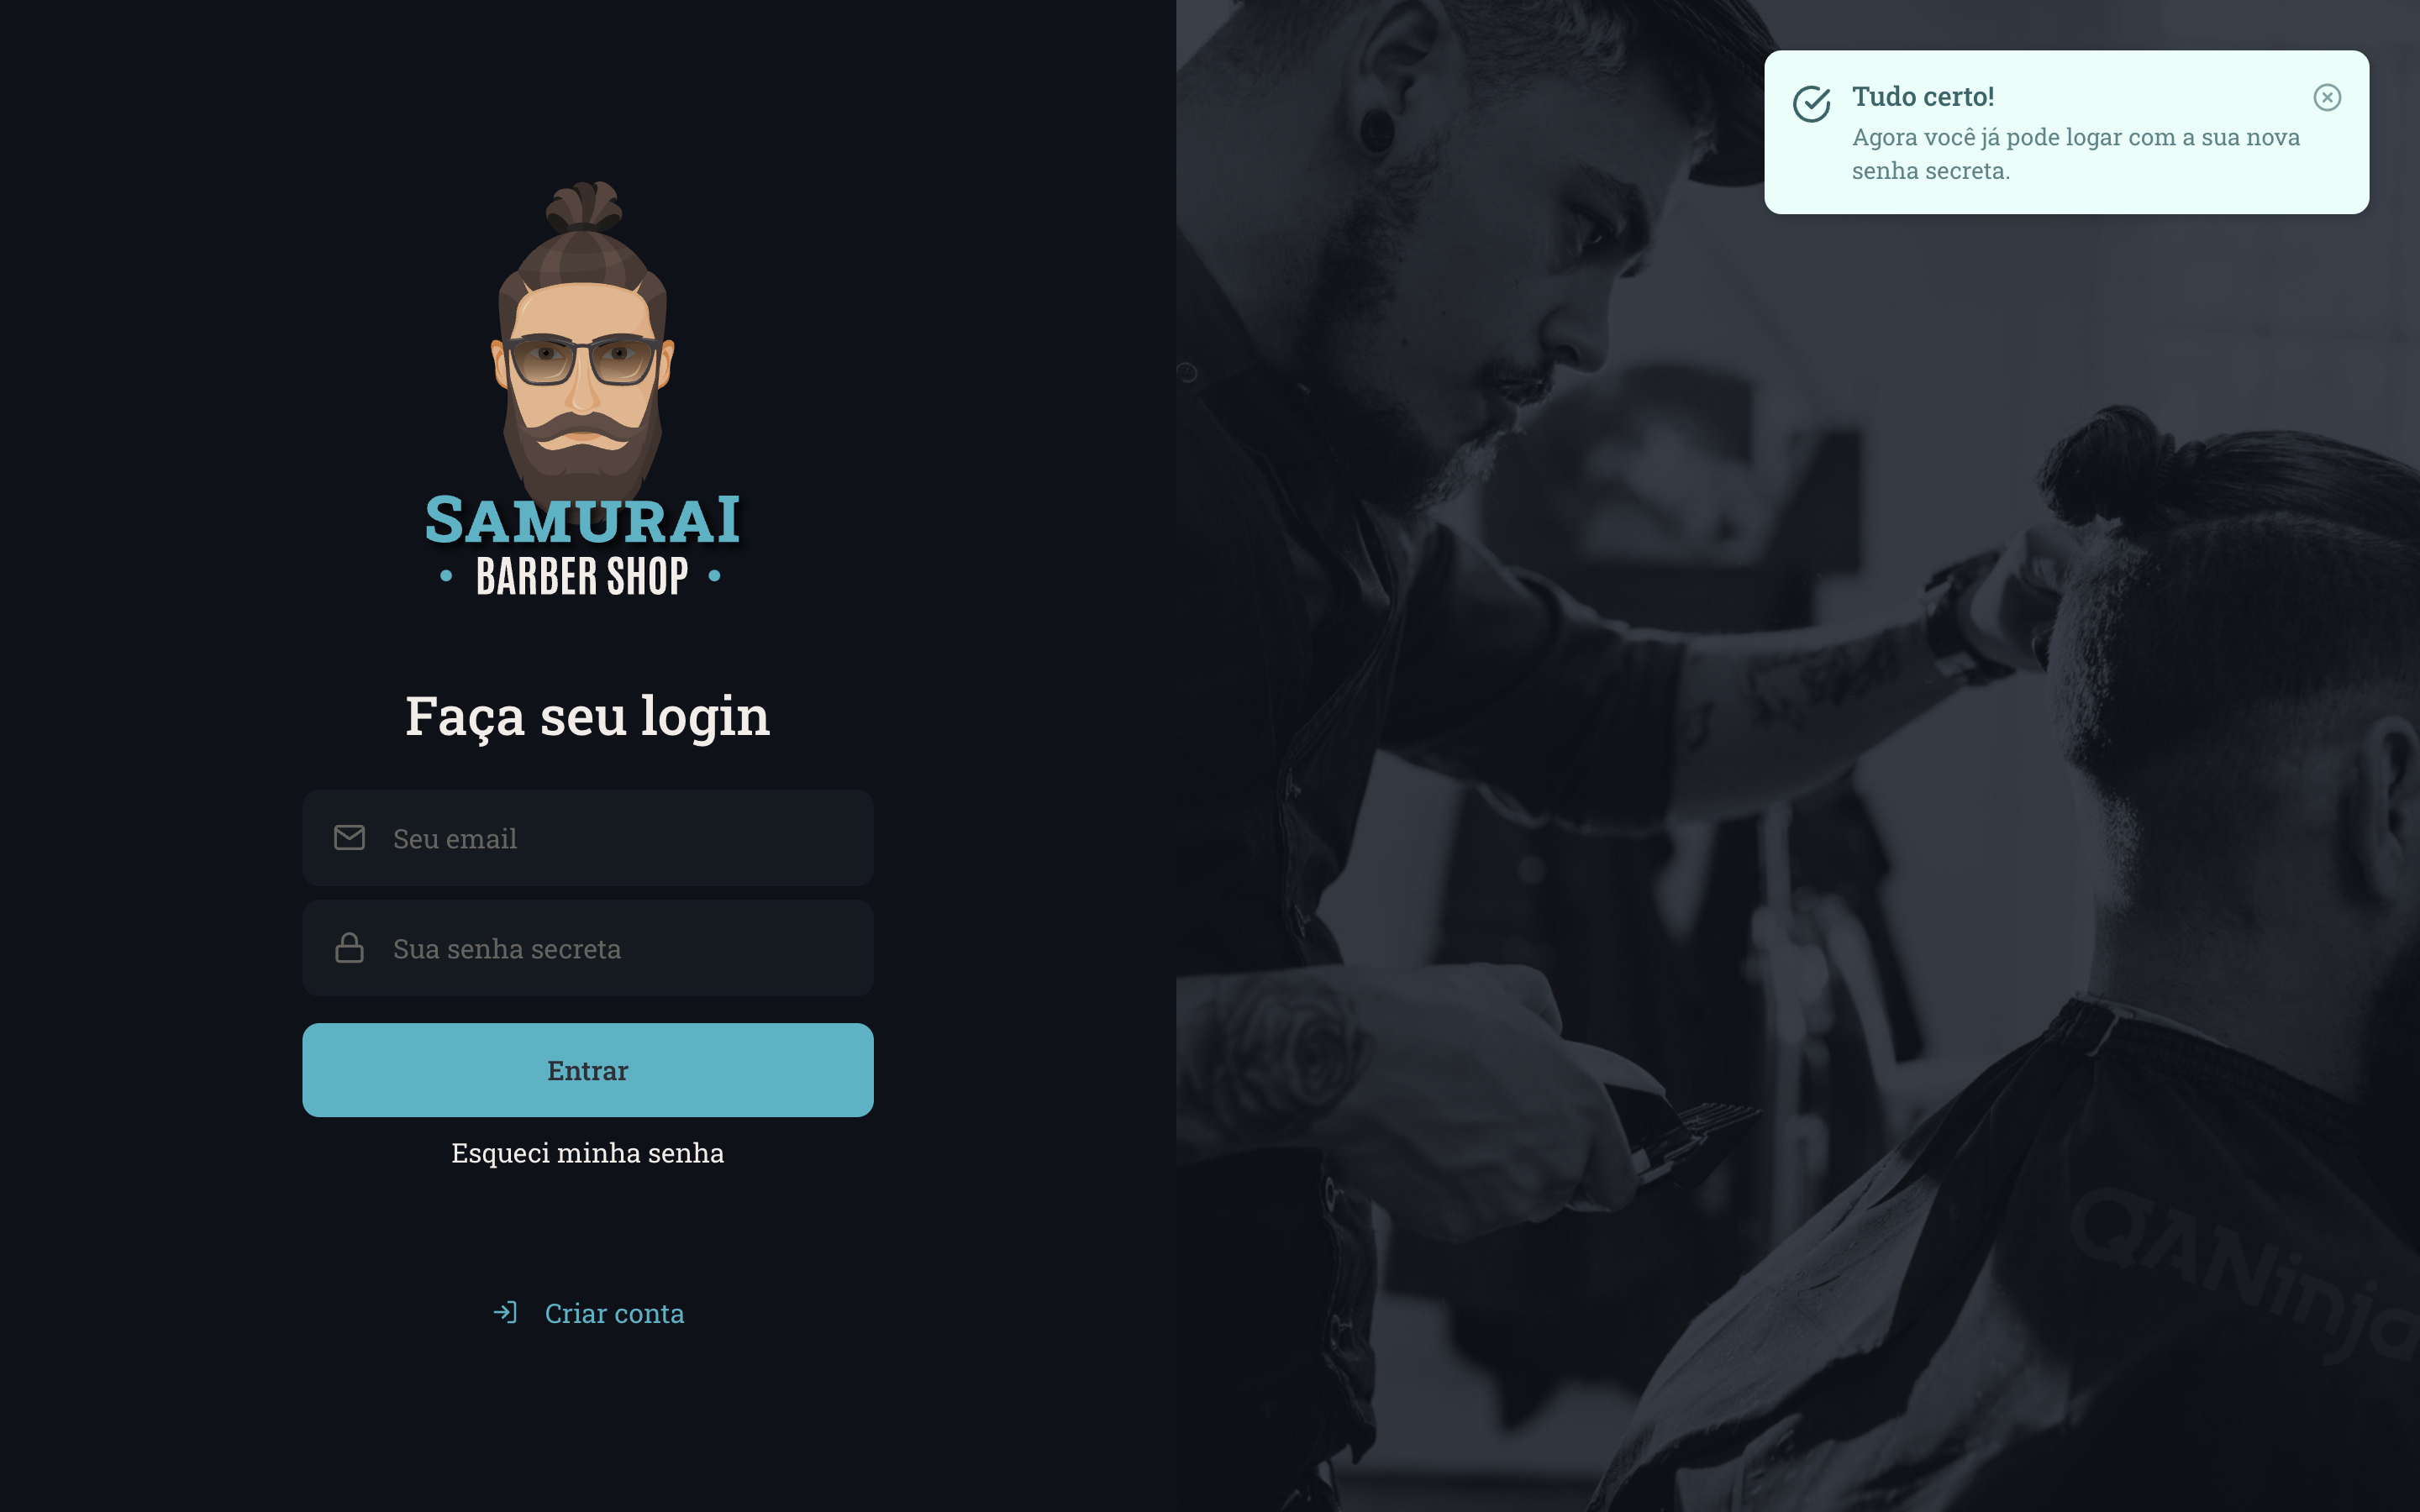 SAMURAI
• BARBER SHOP •
Faça seu login
Seu email
Sua senha secreta
Entrar
Esqueci minha senha
Criar conta
Tudo certo!
Agora você já pode logar com a sua nova
senha secreta.
QANinja